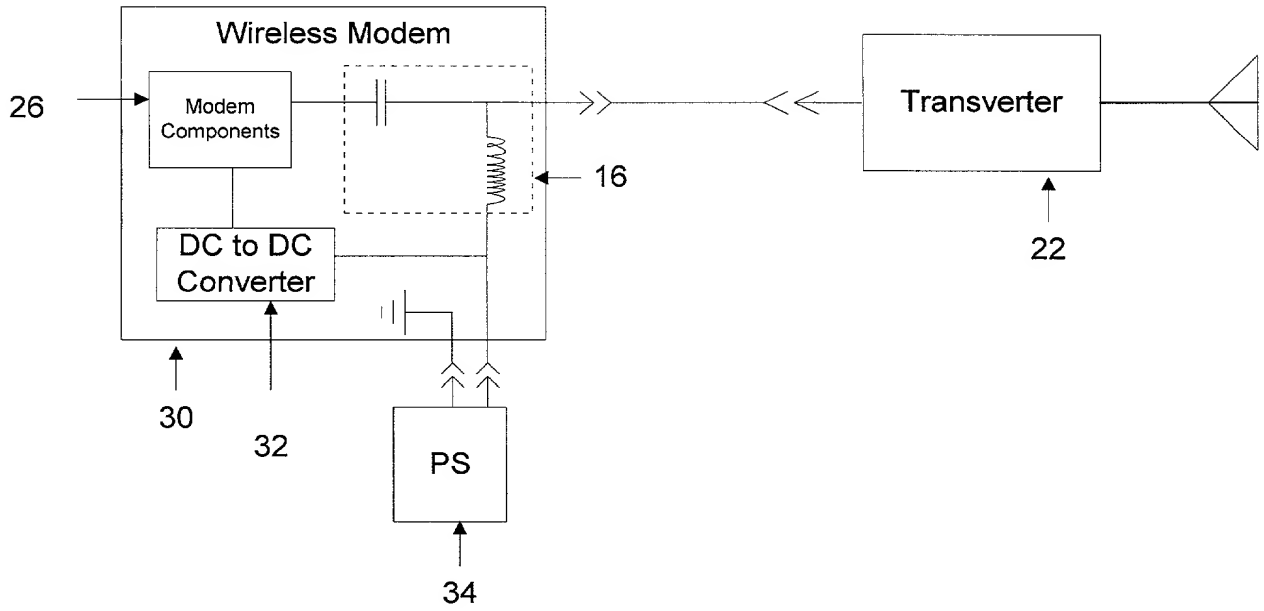 Wireless Modem
26
Modem
Components
Transverter
16
DC to DC
Converter
22
30
32
PS
34